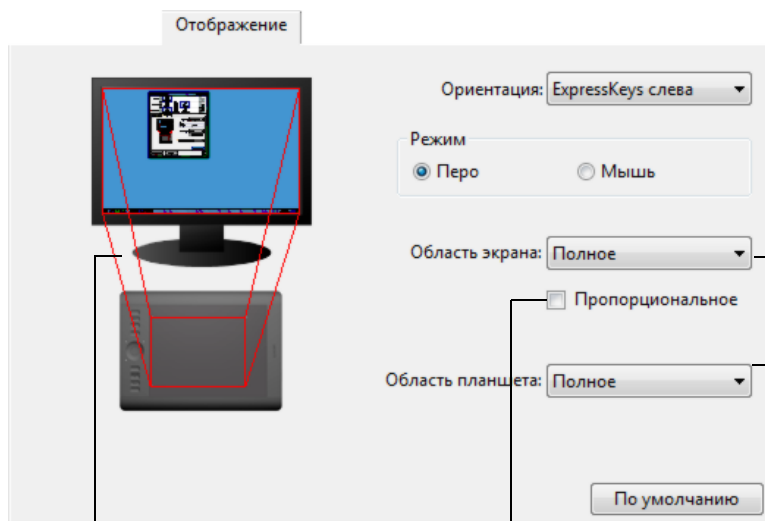 Отображение
Ориентация: ExpressKeys слева
Режим
Перо Мышь
Область экрана: Полное
Пропорциональное
Область планшета: Полное
По умолчанию